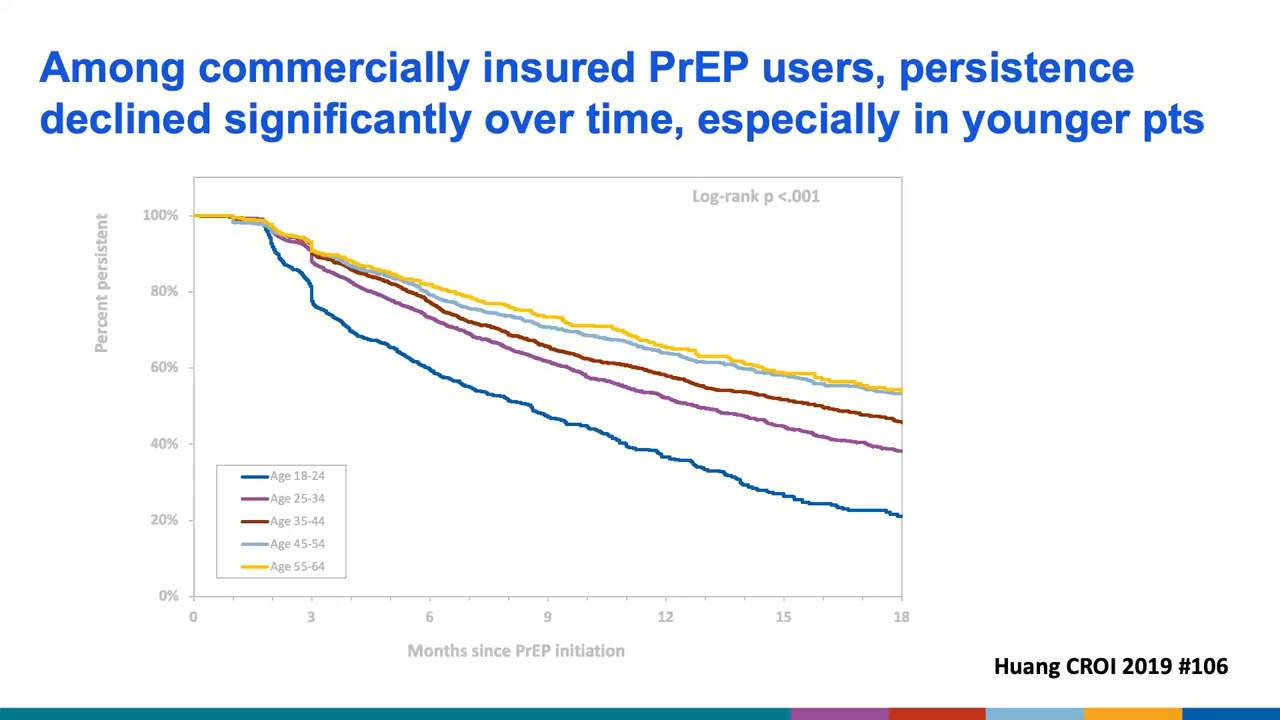 Among commercially insured PrEP users, persistence
declined significantly over time, especially in younger pts
Log-rank p <.001
Percent persistent
100%
80%
60%
40%
20%
0%
Age 18-24
Age 25-34
Age 35-44
Age 45-54
Age 55-64
0 3 6 9 12 15 18
Months since PrEP initiation
Huang CROI 2019 #106